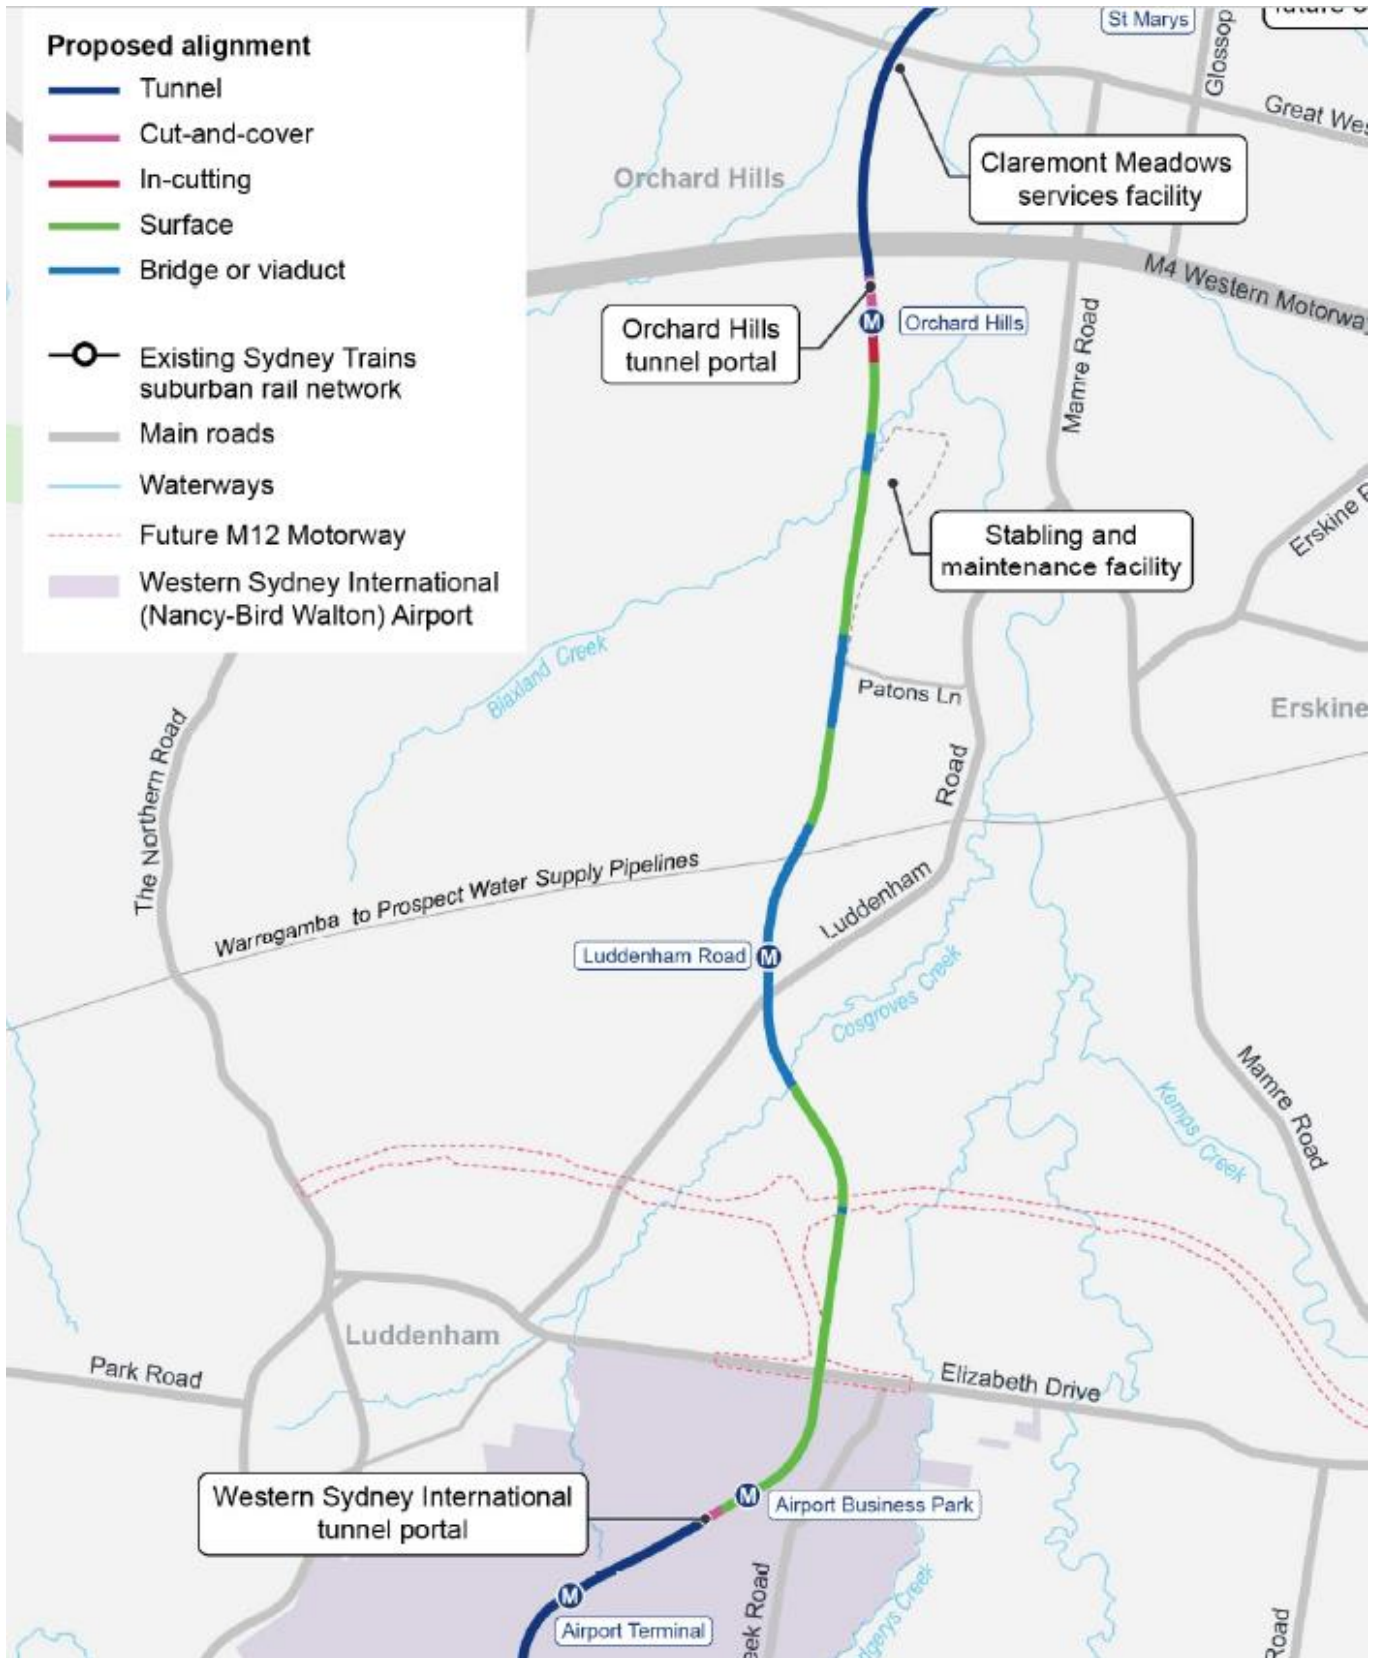 Proposed alignment
Tunnel
Cut-and-cover
In-cutting
Surface
Bridge or viaduct
Existing Sydney Trains
suburban rail network
Main roads
Waterways
Future M12 Motorway
Western Sydney International
(Nancy-Bird Walton) Airport
St Marys
Glossop
Great Wes
Claremont Meadows
services facility
Orchard Hills
M4 Western Motorway
Orchard Hills
tunnel portal
M
Orchard Hills
Mamre Road
Stabling and
maintenance facility
Erskine
Blaxland Creek
Patons Ln
Erskine
The Northern Road
Road
Luddenham
Warragamba to Prospect Water Supply Pipelines
Luddenham Road
M
Cosgroves Creek
Mamre Road
Kemps Creek
Luddenham
Park Road
Elizabeth Drive
Western Sydney International
tunnel portal
M
Airport Business Park
M
Airport Terminal
eek Road
dgerys Creek
Road